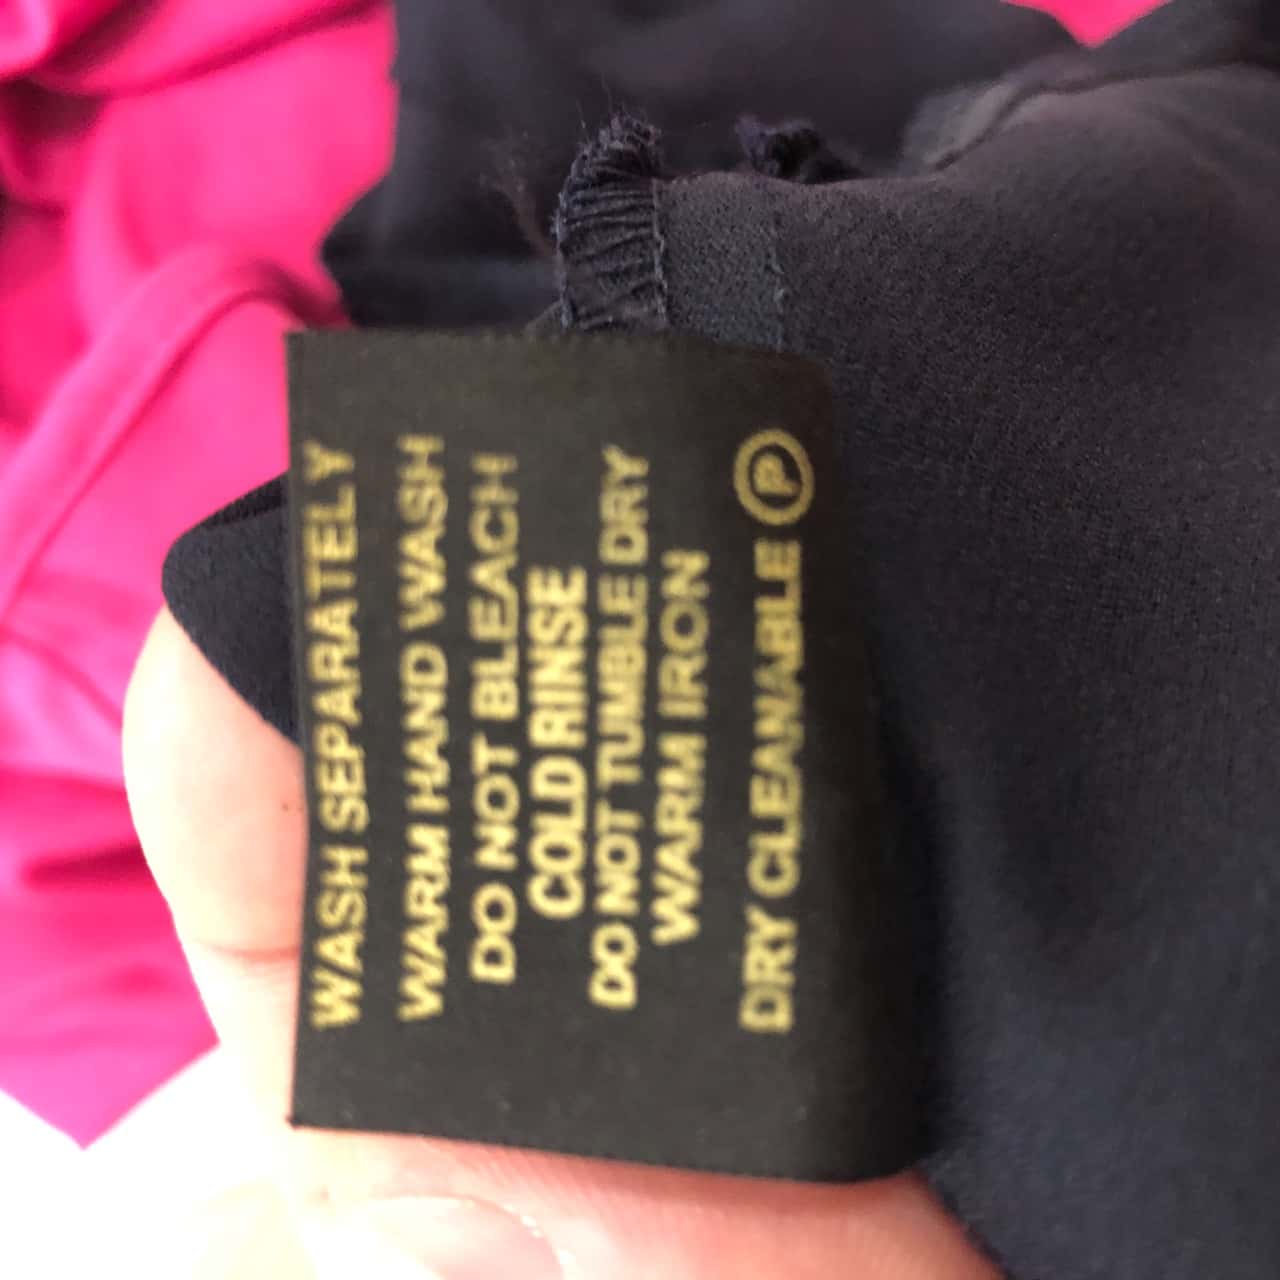 WASH SEPARATELY
WARM HAND WASH
DO NOT BLEACH
COLD RINSE
DO NOT TUMBLE DRY
WARM IRON
DRY CLEANABLE Ⓟ